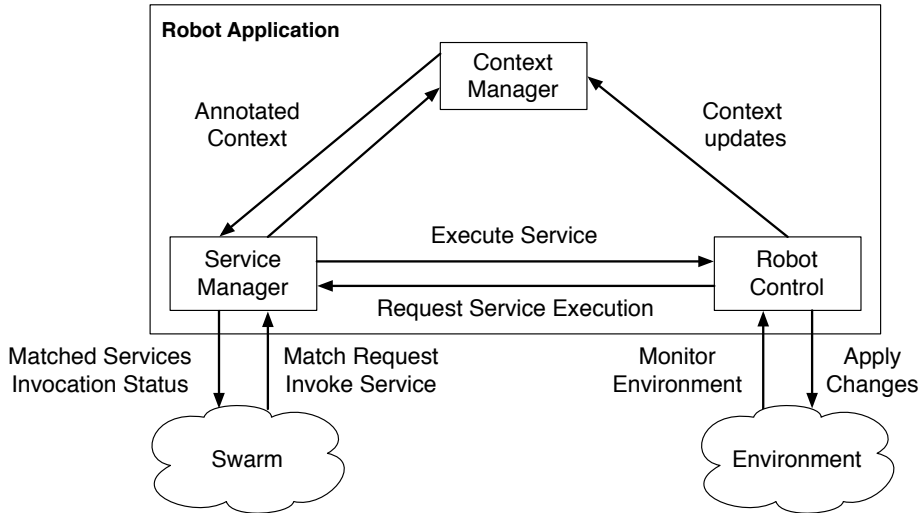 Robot Application
Context
Manager
Annotated
Context
Context
updates
Execute Service
Service
Manager
Robot
Control
Request Service Execution
Matched Services
Invocation Status
Match Request
Invoke Service
Monitor
Environment
Apply
Changes
Swarm
Environment